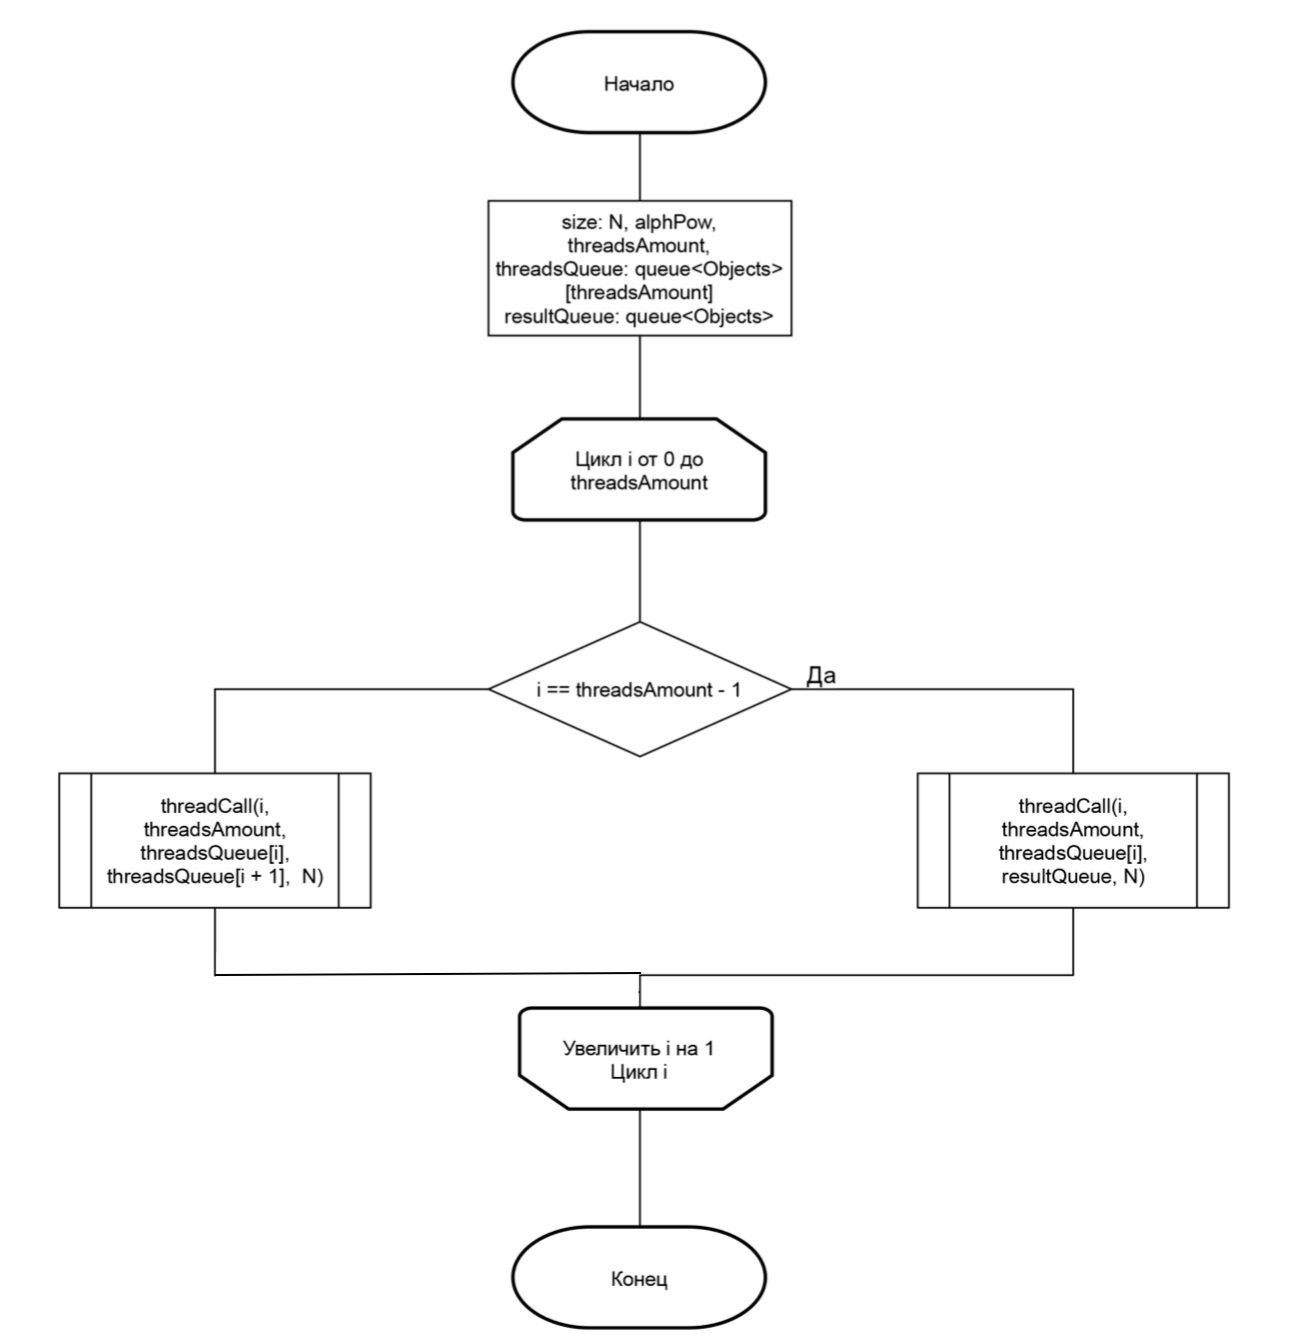 Начало
size: N, alphPow,
threadsAmount,
threadsQueue: queue<Objects>
[threadsAmount]
resultQueue: queue<Objects>
Цикл i от 0 до
threadsAmount
i == threadsAmount - 1
Да
threadCall(i,
threadsAmount,
threadsQueue[i],
threadsQueue[i + 1], N)
threadCall(i,
threadsAmount,
threadsQueue[i],
resultQueue, N)
Увеличить i на 1
Цикл i
Конец